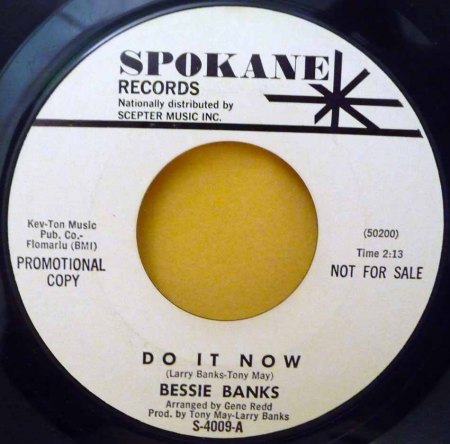 SPOKANE
RECORDS
Nationally distributed by
SCEPTER MUSIC INC.
Kev-Ton Music
Pub. Co.-
Flomarlu (BMI)
PROMOTIONAL
COPY
(50200)
Time 2:13
NOT FOR SALE
DO IT NOW
(Larry Banks-Tony May)
BESSIE BANKS
Arranged by Gene Redd
Prod. by Tony May-Larry Banks
S-4009-A